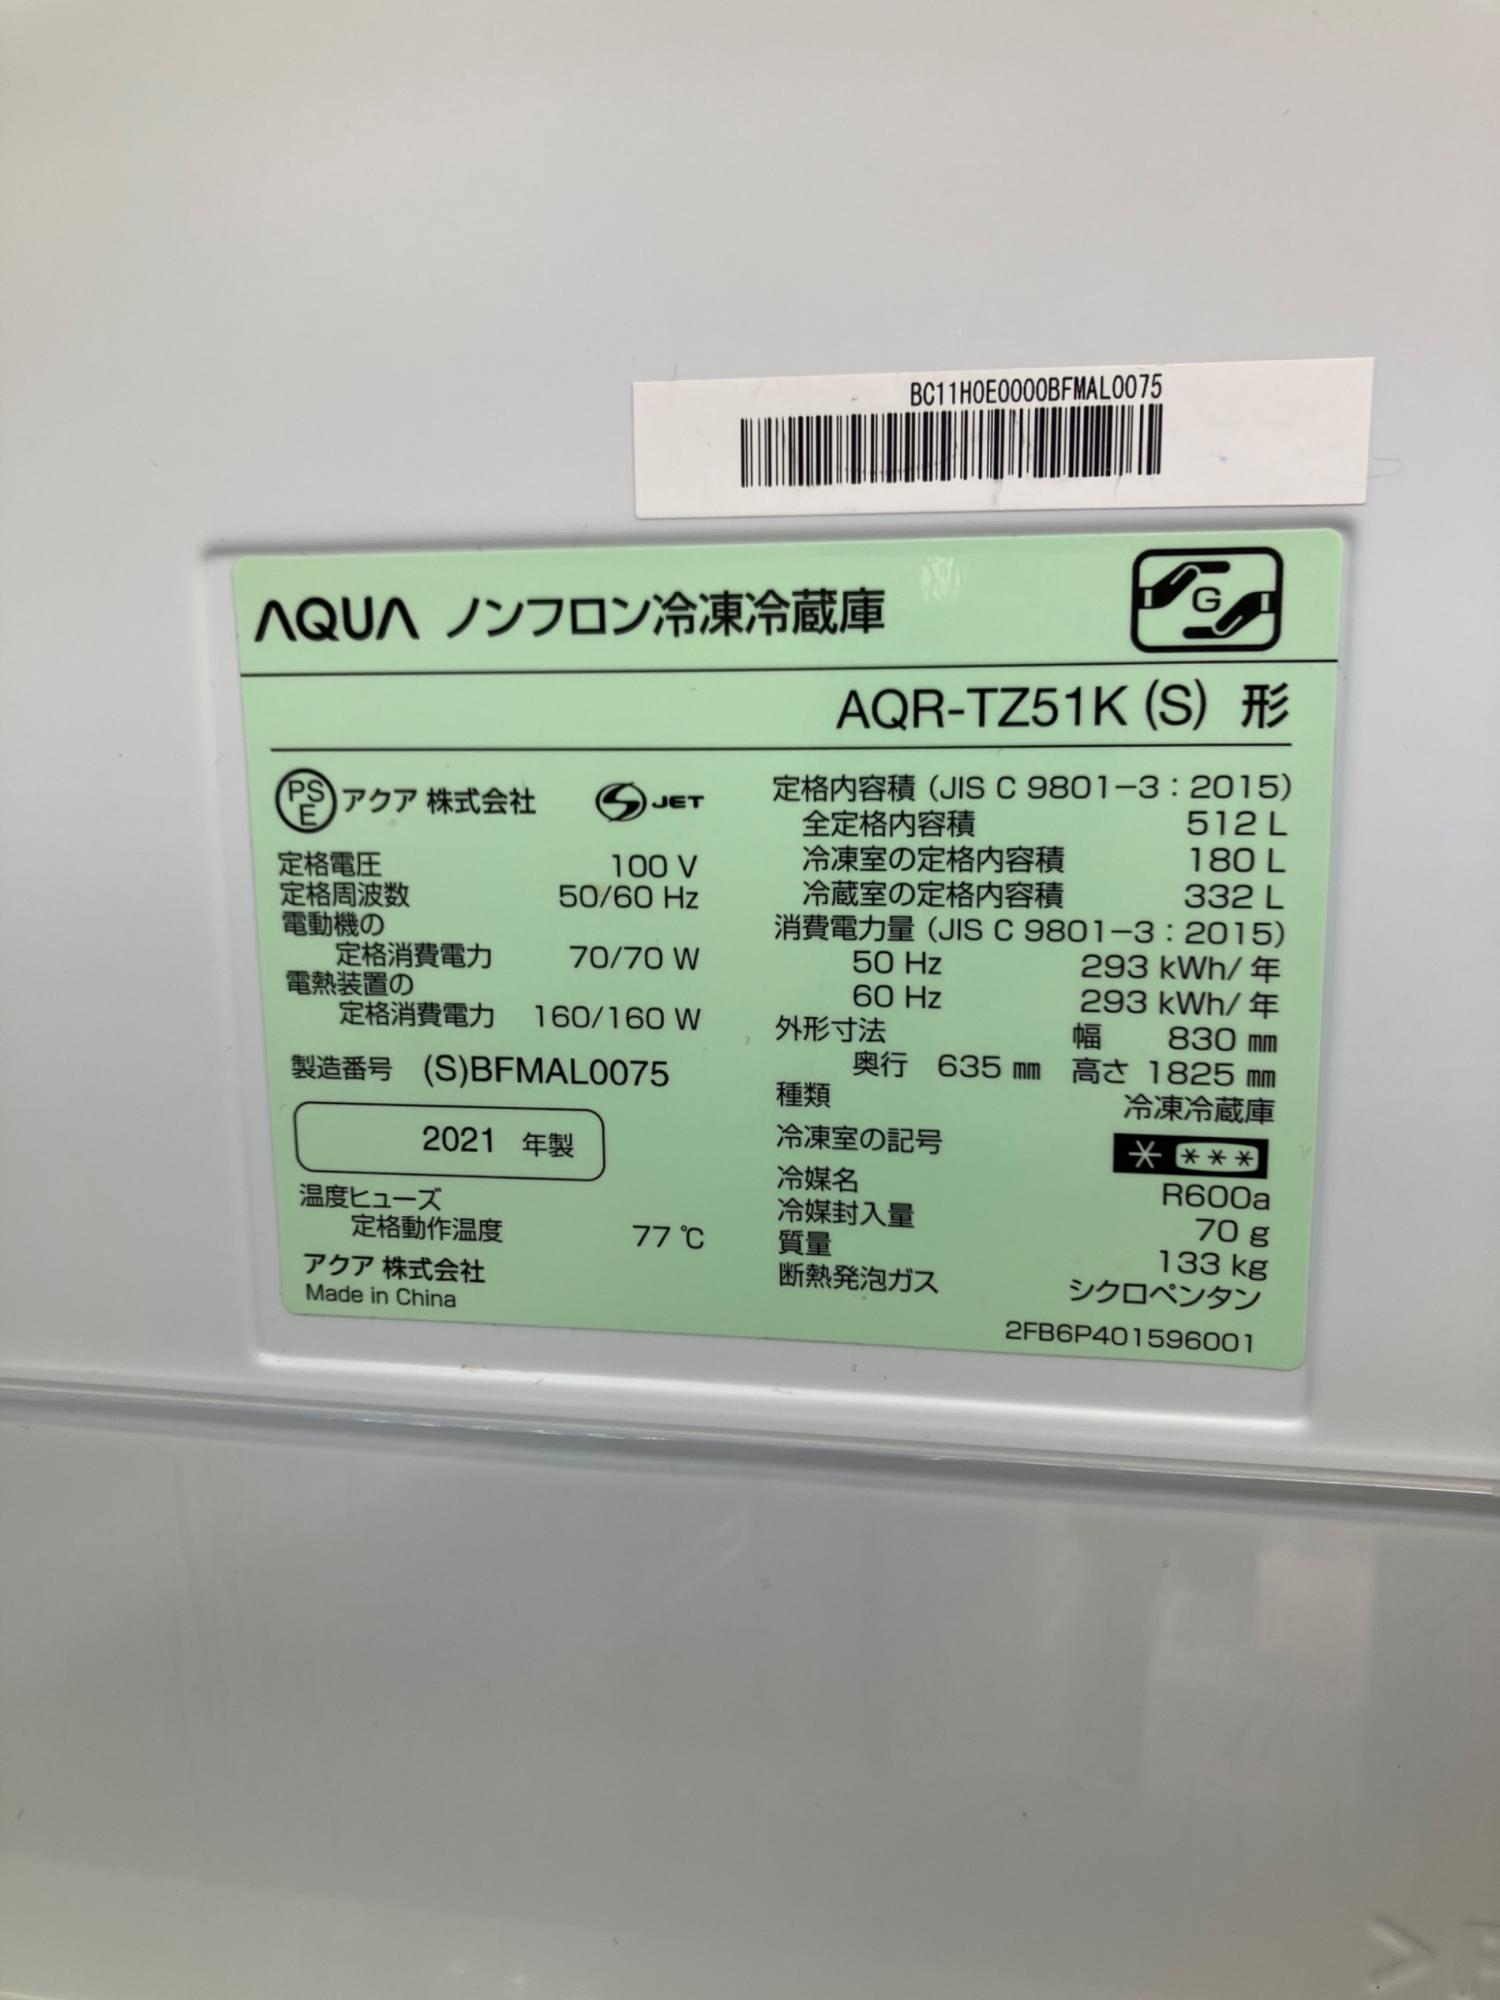 BC11H0E0000BFMAL0075
AQUA ノンフロン冷凍冷蔵庫
G
AQR-TZ51K (S) 形
PSE アクア 株式会社 S JET
定格電圧 100 V
定格周波数 50/60 Hz
電動機の
定格消費電力 70/70 W
電熱装置の
定格消費電力 160/160 W
製造番号 (S)BFMAL0075
2021 年製
温度ヒューズ
定格動作温度 77 ℃
アクア 株式会社
Made in China
定格内容積 (JIS C 9801-3：2015)
全定格内容積 512 L
冷凍室の定格内容積 180 L
冷蔵室の定格内容積 332 L
消費電力量 (JIS C 9801-3：2015)
50 Hz 293 kWh/ 年
60 Hz 293 kWh/ 年
外形寸法 幅 830 ㎜
奥行 635 ㎜ 高さ 1825 ㎜
種類 冷凍冷蔵庫
冷凍室の記号 * ***
冷媒名 R600a
冷媒封入量 70 g
質量 133 kg
断熱発泡ガス シクロペンタン
2FB6P401596001